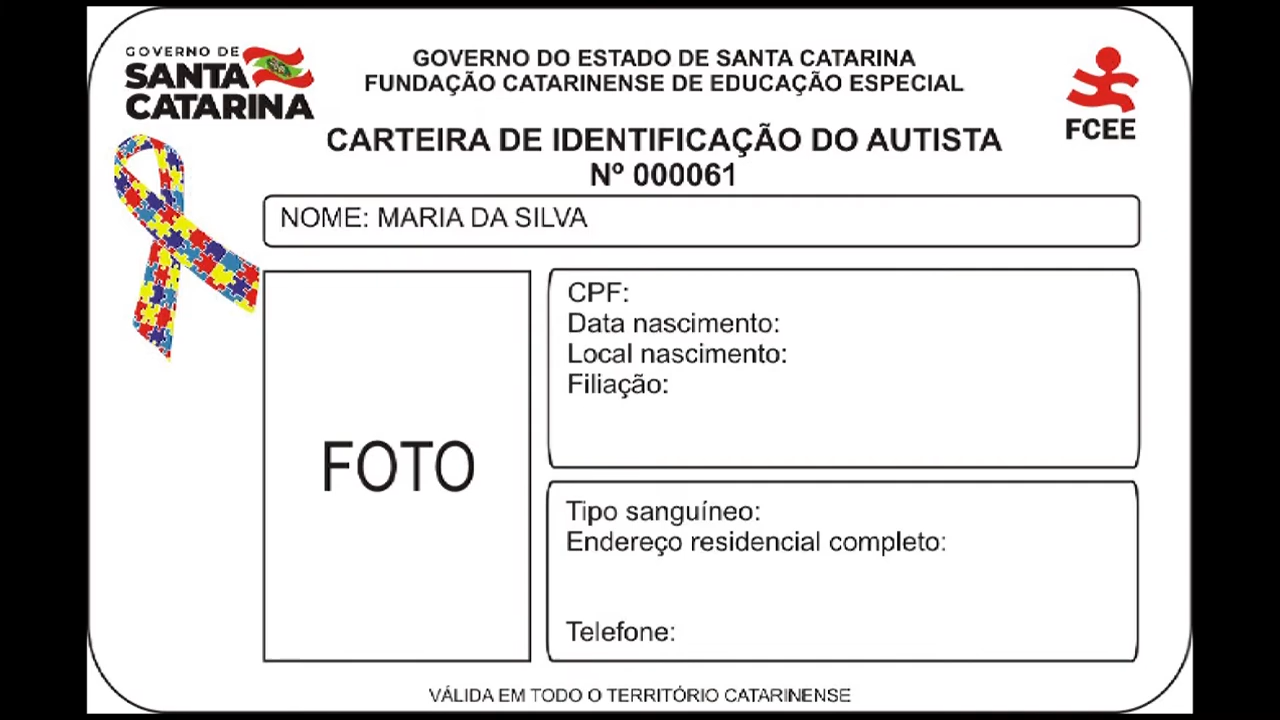 GOVERNO DE
SANTA
CATARINA
GOVERNO DO ESTADO DE SANTA CATARINA
FUNDAÇÃO CATARINENSE DE EDUCAÇÃO ESPECIAL
FCEE
CARTEIRA DE IDENTIFICAÇÃO DO AUTISTA
Nº 000061
NOME: MARIA DA SILVA
FOTO
CPF:
Data nascimento:
Local nascimento:
Filiação:
Tipo sanguíneo:
Endereço residencial completo:
Telefone:
VÁLIDA EM TODO O TERRITÓRIO CATARINENSE